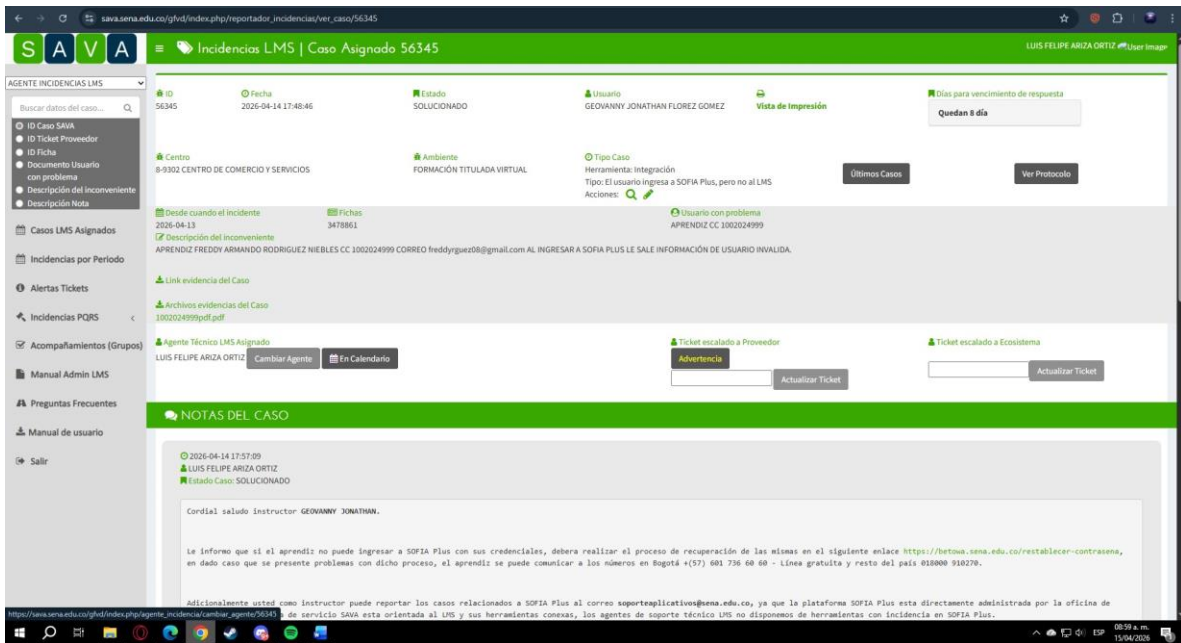 sava.sena.edu.co/gfvd/index.php/reportador_incidencias/ver_caso/56345
SAVA
Incidencias LMS | Caso Asignado 56345
LUIS FELIPE ARIZA ORTIZ User Image
AGENTE INCIDENCIAS LMS
Buscar datos del caso...
ID Caso SAVA
ID Ticket Proveedor
ID Ficha
Documento Usuario
con problema
Descripción del inconveniente
Descripción Nota
Casos LMS Asignados
Incidencias por Periodo
Alertas Tickets
Incidencias PQRS
Acompañamientos (Grupos)
Manual Admin LMS
Preguntas Frecuentes
Manual de usuario
Salir
ID
56345
Fecha
2026-04-14 17:48:46
Estado
SOLUCIONADO
Usuario
GEOVANNY JONATHAN FLOREZ GOMEZ
Vista de Impresión
Días para vencimiento de respuesta
Quedan 8 día
Centro
8-9302 CENTRO DE COMERCIO Y SERVICIOS
Ambiente
FORMACIÓN TITULADA VIRTUAL
Tipo Caso
Herramienta: Integración
Tipo: El usuario ingresa a SOFIA Plus, pero no al LMS
Acciones:
Últimos Casos
Ver Protocolo
Desde cuando el incidente
2026-04-13
Fichas
3478861
Usuario con problema
APRENDIZ CC 1002024999
Descripción del inconveniente
APRENDIZ FREDDY ARMANDO RODRIGUEZ NIEBLES CC 1002024999 CORREO freddyrguez08@gmail.com AL INGRESAR A SOFIA PLUS LE SALE INFORMACIÓN DE USUARIO INVALIDA.
Link evidencia del Caso
Archivos evidencias del Caso
1002024999pdf.pdf
Agente Técnico LMS Asignado
LUIS FELIPE ARIZA ORTIZ Cambiar Agente En Calendario
Ticket escalado a Proveedor
Advertencia
Actualizar Ticket
Ticket escalado a Ecosistema
Actualizar Ticket
NOTAS DEL CASO
2026-04-14 17:57:09
LUIS FELIPE ARIZA ORTIZ
Estado Caso: SOLUCIONADO
Cordial saludo instructor GEOVANNY JONATHAN.
Le informo que si el aprendiz no puede ingresar a SOFIA Plus con sus credenciales, debera realizar el proceso de recuperación de las mismas en el siguiente enlace https://betowa.sena.edu.co/restablecer-contrasena,
en dado caso que se presente problemas con dicho proceso, el aprendiz se puede comunicar a los números en Bogotá +(57) 601 736 60 60 - Línea gratuita y resto del país 018000 910270.
Adicionalmente usted como instructor puede reportar los casos relacionados a SOFIA Plus al correo soporteaplicativos@sena.edu.co, ya que la plataforma SOFIA Plus esta directamente administrada por la oficina de
de servicio SAVA esta orientada al LMS y sus herramientas conexas, los agentes de soporte técnico LMS no disponemos de herramientas con incidencia en SOFIA Plus.
https://sava.sena.edu.co/gfvd/index.php/agente_incidencia/cambiar_agente/56345
ESP
08:59 a. m.
15/04/2026